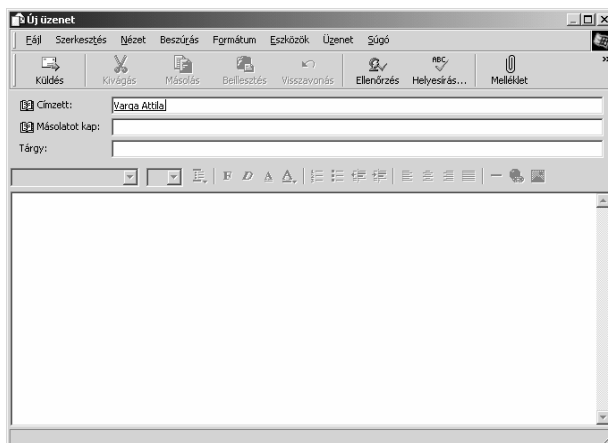 Új üzenet
Fájl Szerkesztés Nézet Beszúrás Formátum Eszközök Üzenet Súgó
Küldés Kivágás Másolás Beillesztés Visszavonás Ellenőrzés Helyesírás... Melléklet
Címzett: Varga Attila
Másolatot kap:
Tárgy:
F D A A